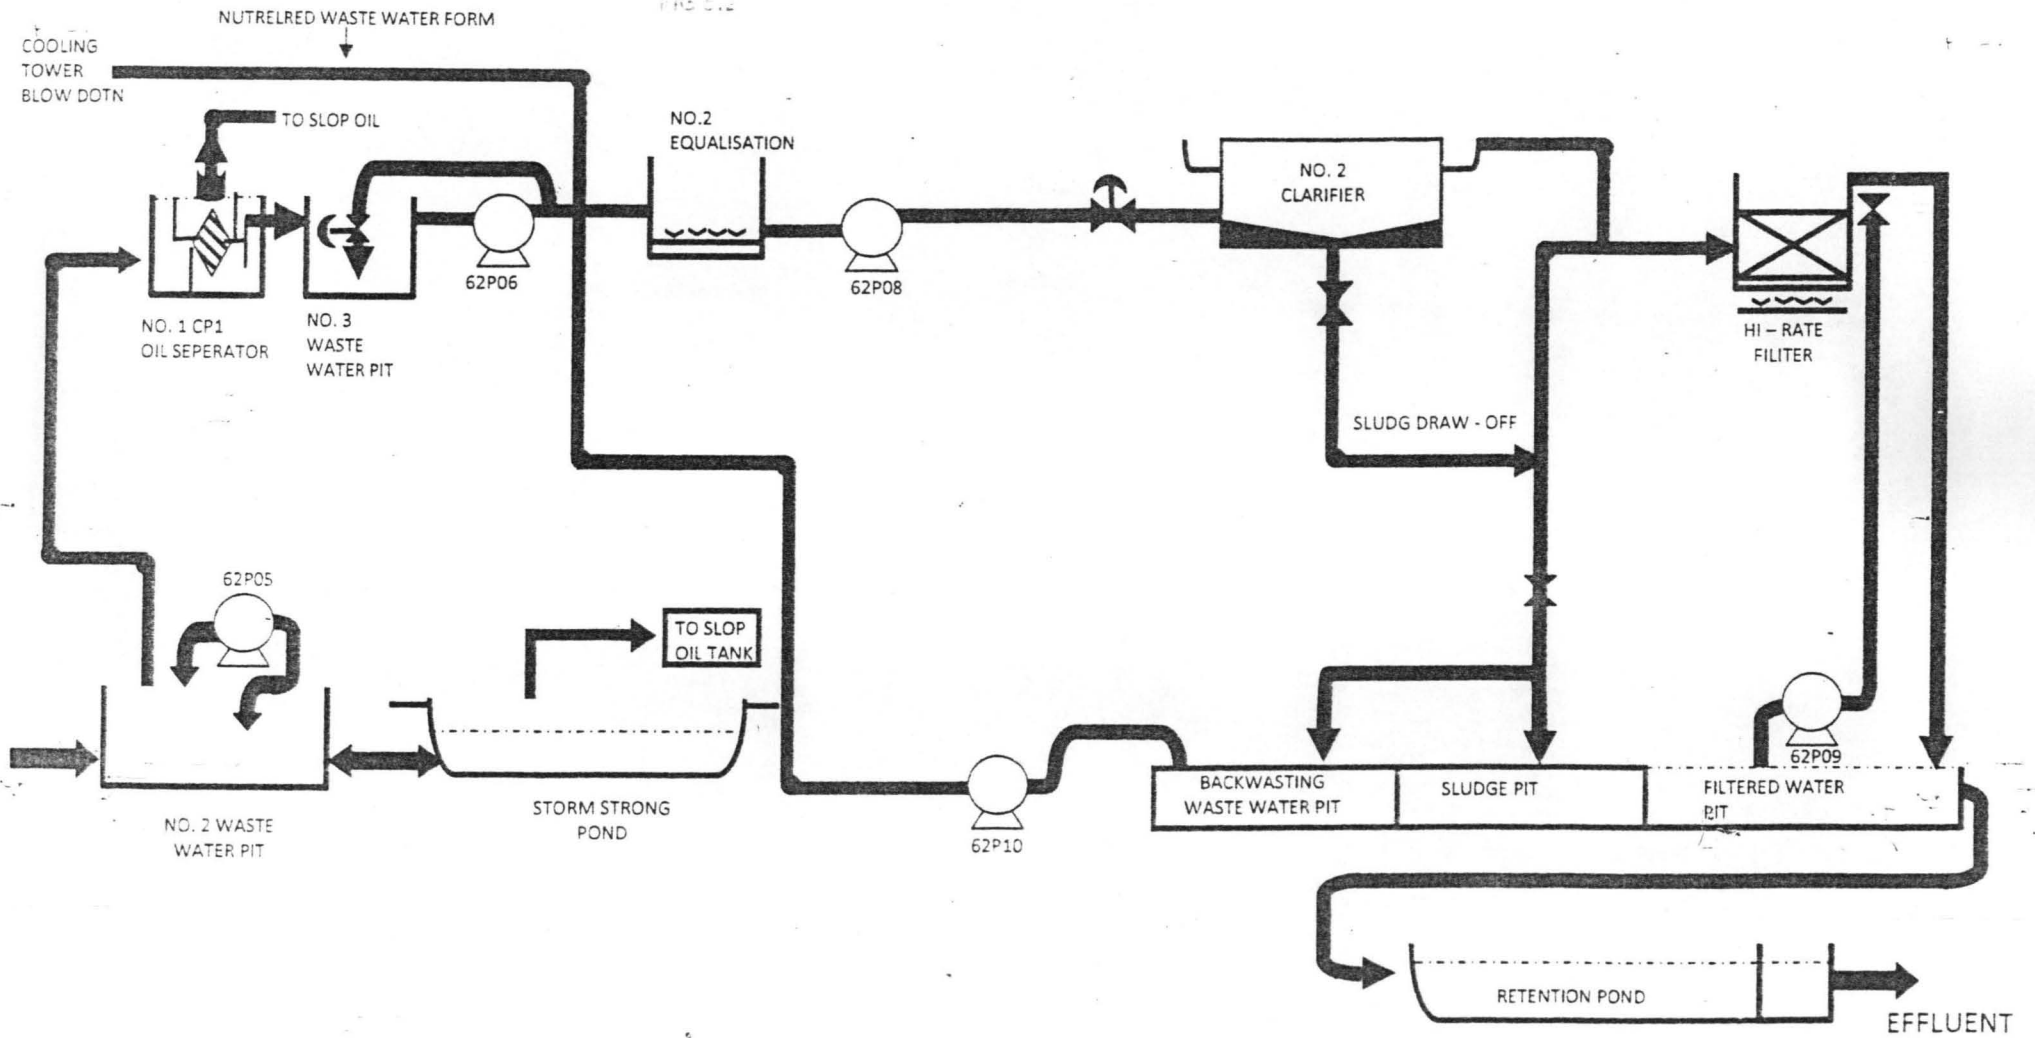 NUTRELRED WASTE WATER FORM
COOLING
TOWER
BLOW DOTN
TO SLOP OIL
NO.2
EQUALISATION
NO. 2
CLARIFIER
62P06
62P08
NO. 1 CP1
OIL SEPERATOR
NO. 3
WASTE
WATER PIT
HI – RATE
FILITER
SLUDG DRAW - OFF
62P05
TO SLOP
OIL TANK
62P09
BACKWASTING
WASTE WATER PIT
SLUDGE PIT
FILTERED WATER
PIT
STORM STRONG
POND
NO. 2 WASTE
WATER PIT
62P10
RETENTION POND
EFFLUENT